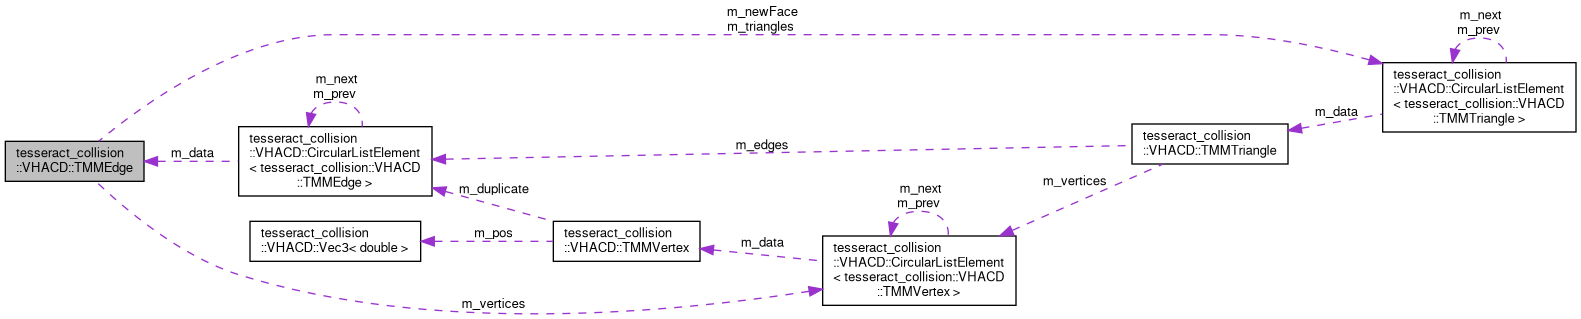 m_newFace
m_triangles
m_next
m_prev
tesseract_collision
::VHACD::CircularListElement
< tesseract_collision::VHACD
::TMMTriangle >
m_next
m_prev
m_data
tesseract_collision
::VHACD::TMMEdge
m_data
tesseract_collision
::VHACD::CircularListElement
< tesseract_collision::VHACD
::TMMEdge >
m_edges
tesseract_collision
::VHACD::TMMTriangle
m_duplicate
m_next
m_prev
m_vertices
tesseract_collision
::VHACD::Vec3< double >
m_pos
tesseract_collision
::VHACD::TMMVertex
m_data
tesseract_collision
::VHACD::CircularListElement
< tesseract_collision::VHACD
::TMMVertex >
m_vertices